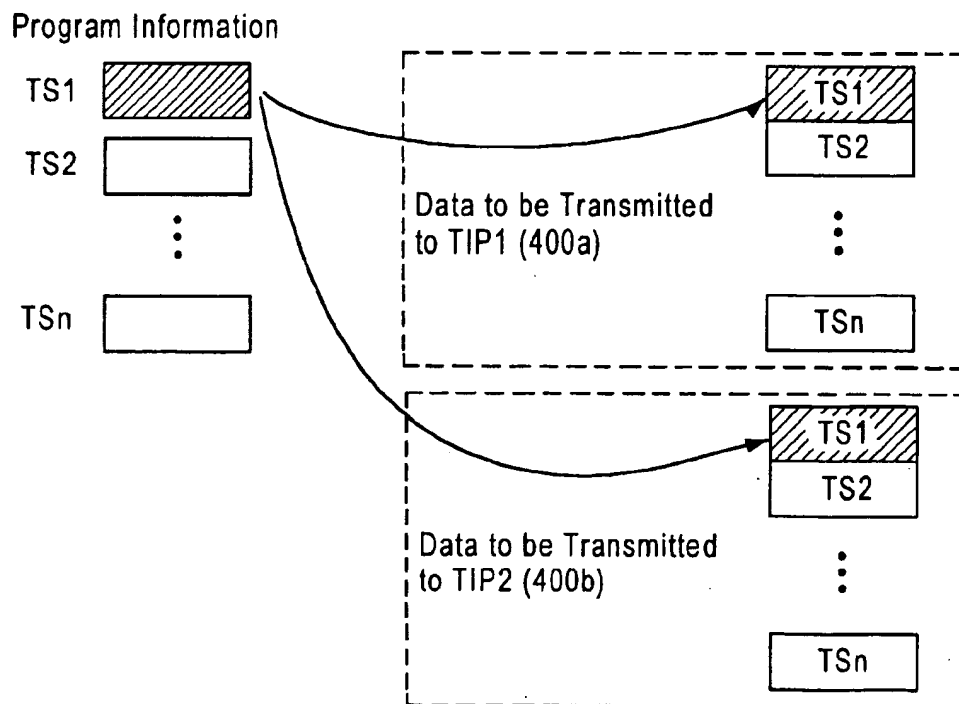 Program Information
TS1
TS2
TSn
TS1
TS2
Data to be Transmitted
to TIP1 (400a)
TSn
TS1
TS2
Data to be Transmitted
to TIP2 (400b)
TSn